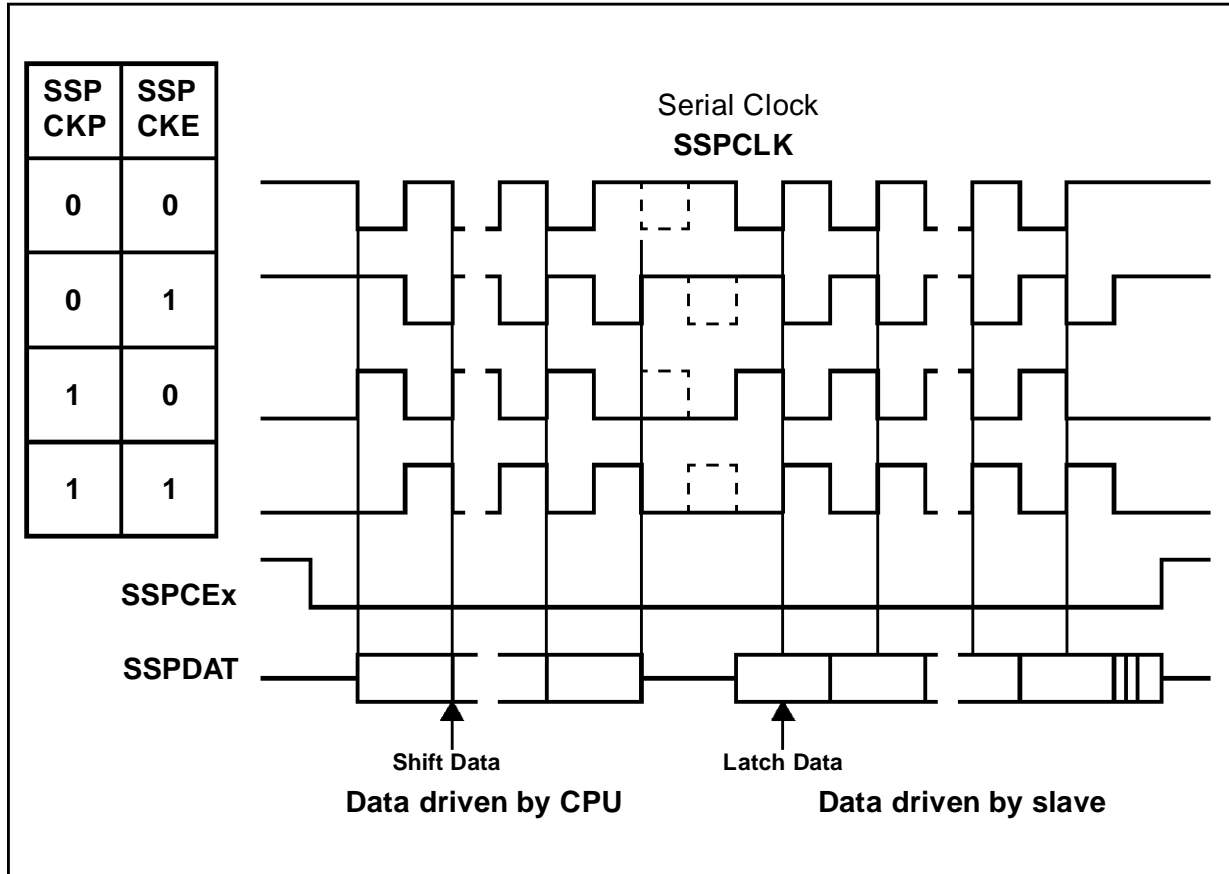 SSP CKP
SSP CKE
Serial Clock
SSPCLK
0 0
0 1
1 0
1 1
SSPCEx
SSPDAT
Shift Data
Latch Data
Data driven by CPU
Data driven by slave